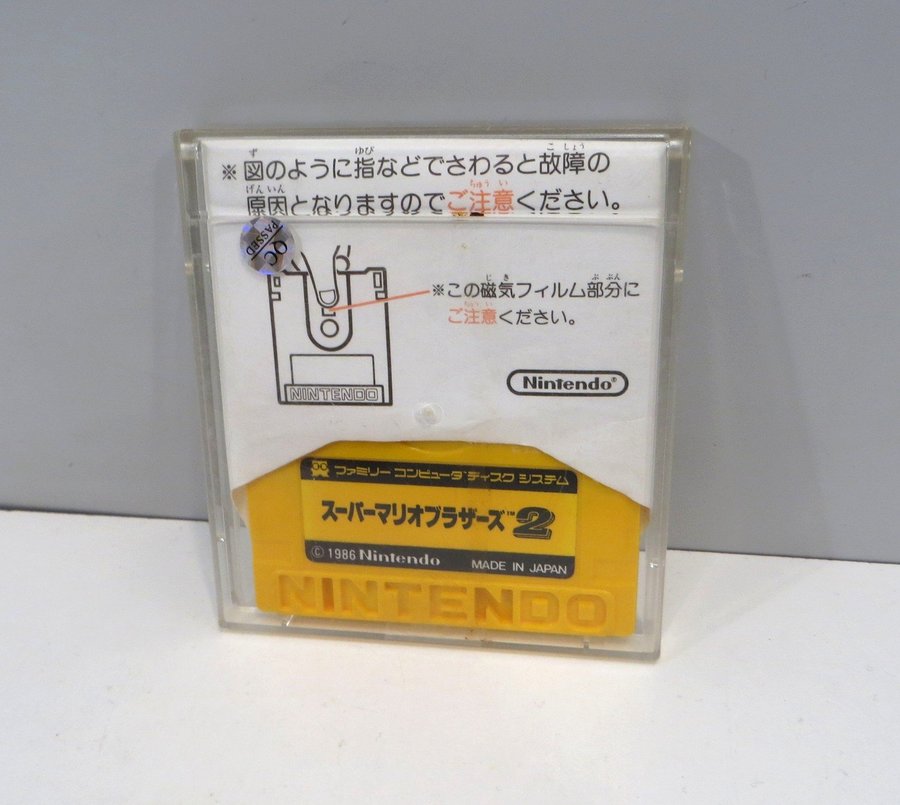 ※図のように指などでさわると故障の
原因となりますのでご注意ください。
QC
PASSED
※この磁気フィルム部分に
ご注意ください。
NINTENDO
Nintendo®
ファミリー コンピュータ ディスク システム
スーパーマリオブラザーズ™2
©1986 Nintendo
MADE IN JAPAN
NINTENDO